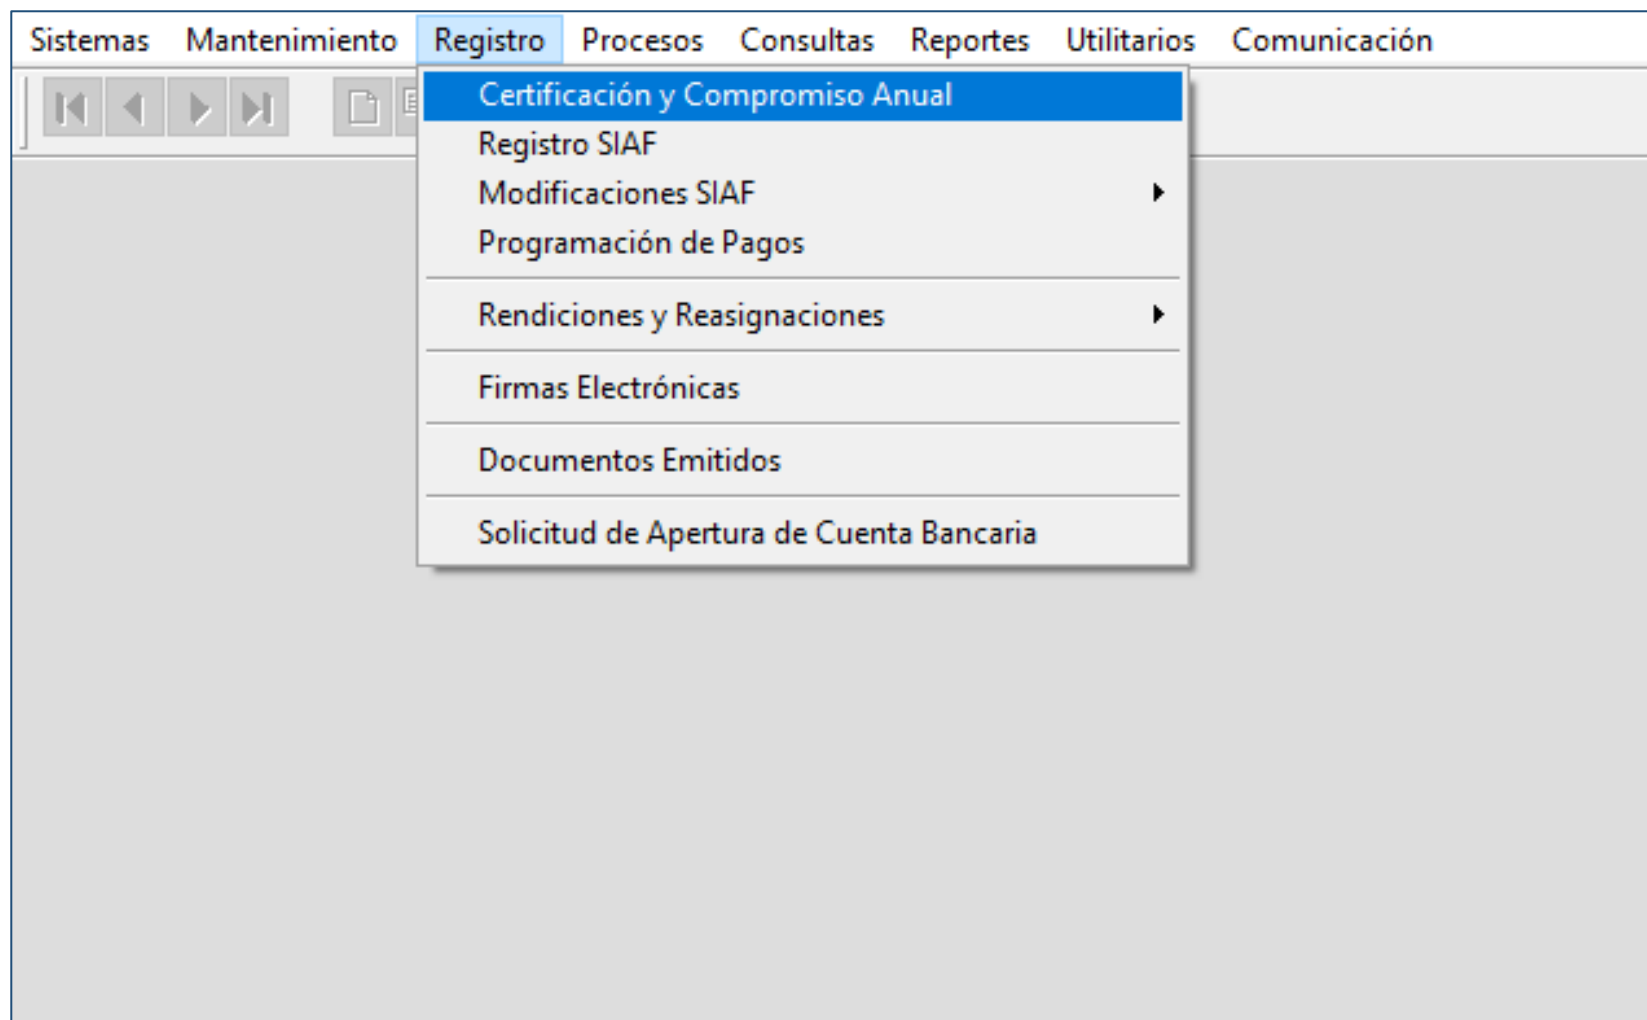 Sistemas Mantenimiento Registro Procesos Consultas Reportes Utilitarios Comunicación
Certificación y Compromiso Anual
Registro SIAF
Modificaciones SIAF
Programación de Pagos
Rendiciones y Reasignaciones
Firmas Electrónicas
Documentos Emitidos
Solicitud de Apertura de Cuenta Bancaria